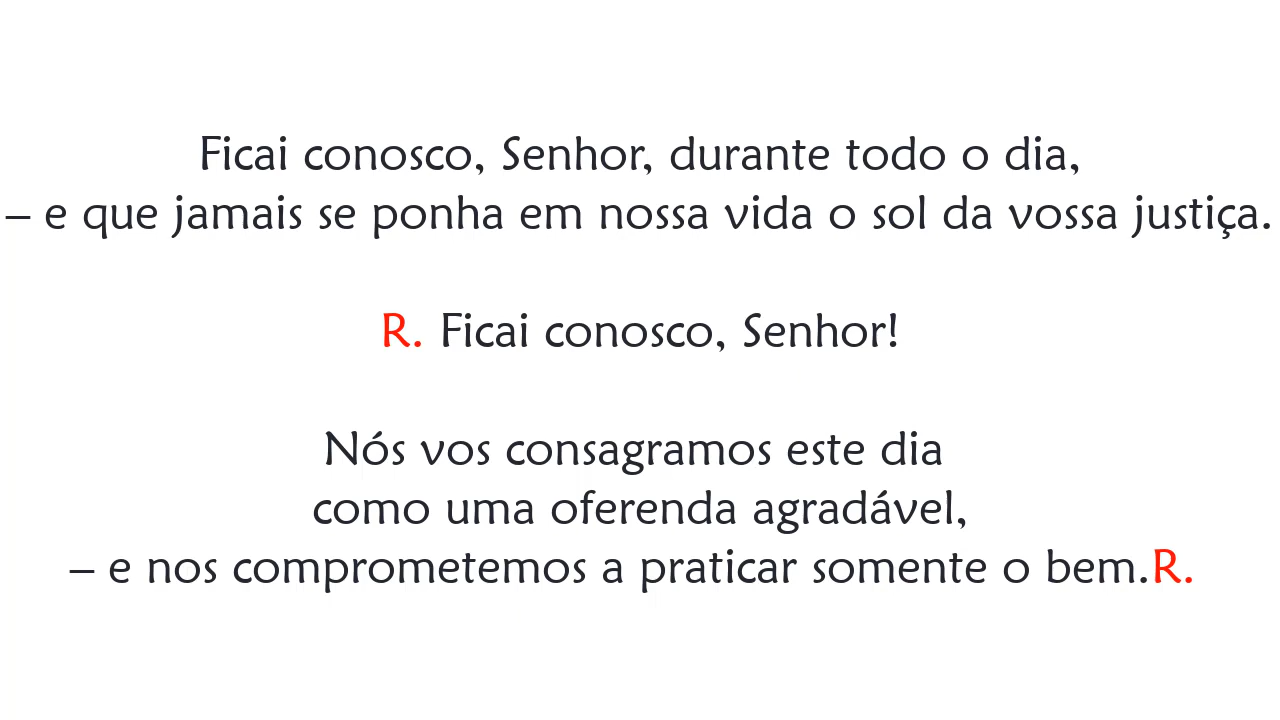 Ficai conosco, Senhor, durante todo o dia,
– e que jamais se ponha em nossa vida o sol da vossa justiça.
R. Ficai conosco, Senhor!
Nós vos consagramos este dia
como uma oferenda agradável,
– e nos comprometemos a praticar somente o bem.R.